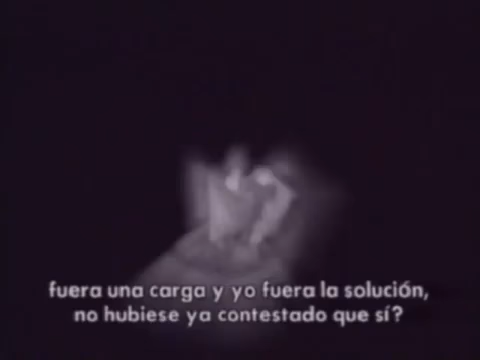 fuera una carga y yo fuera la solución,
no hubiese ya contestado que sí?